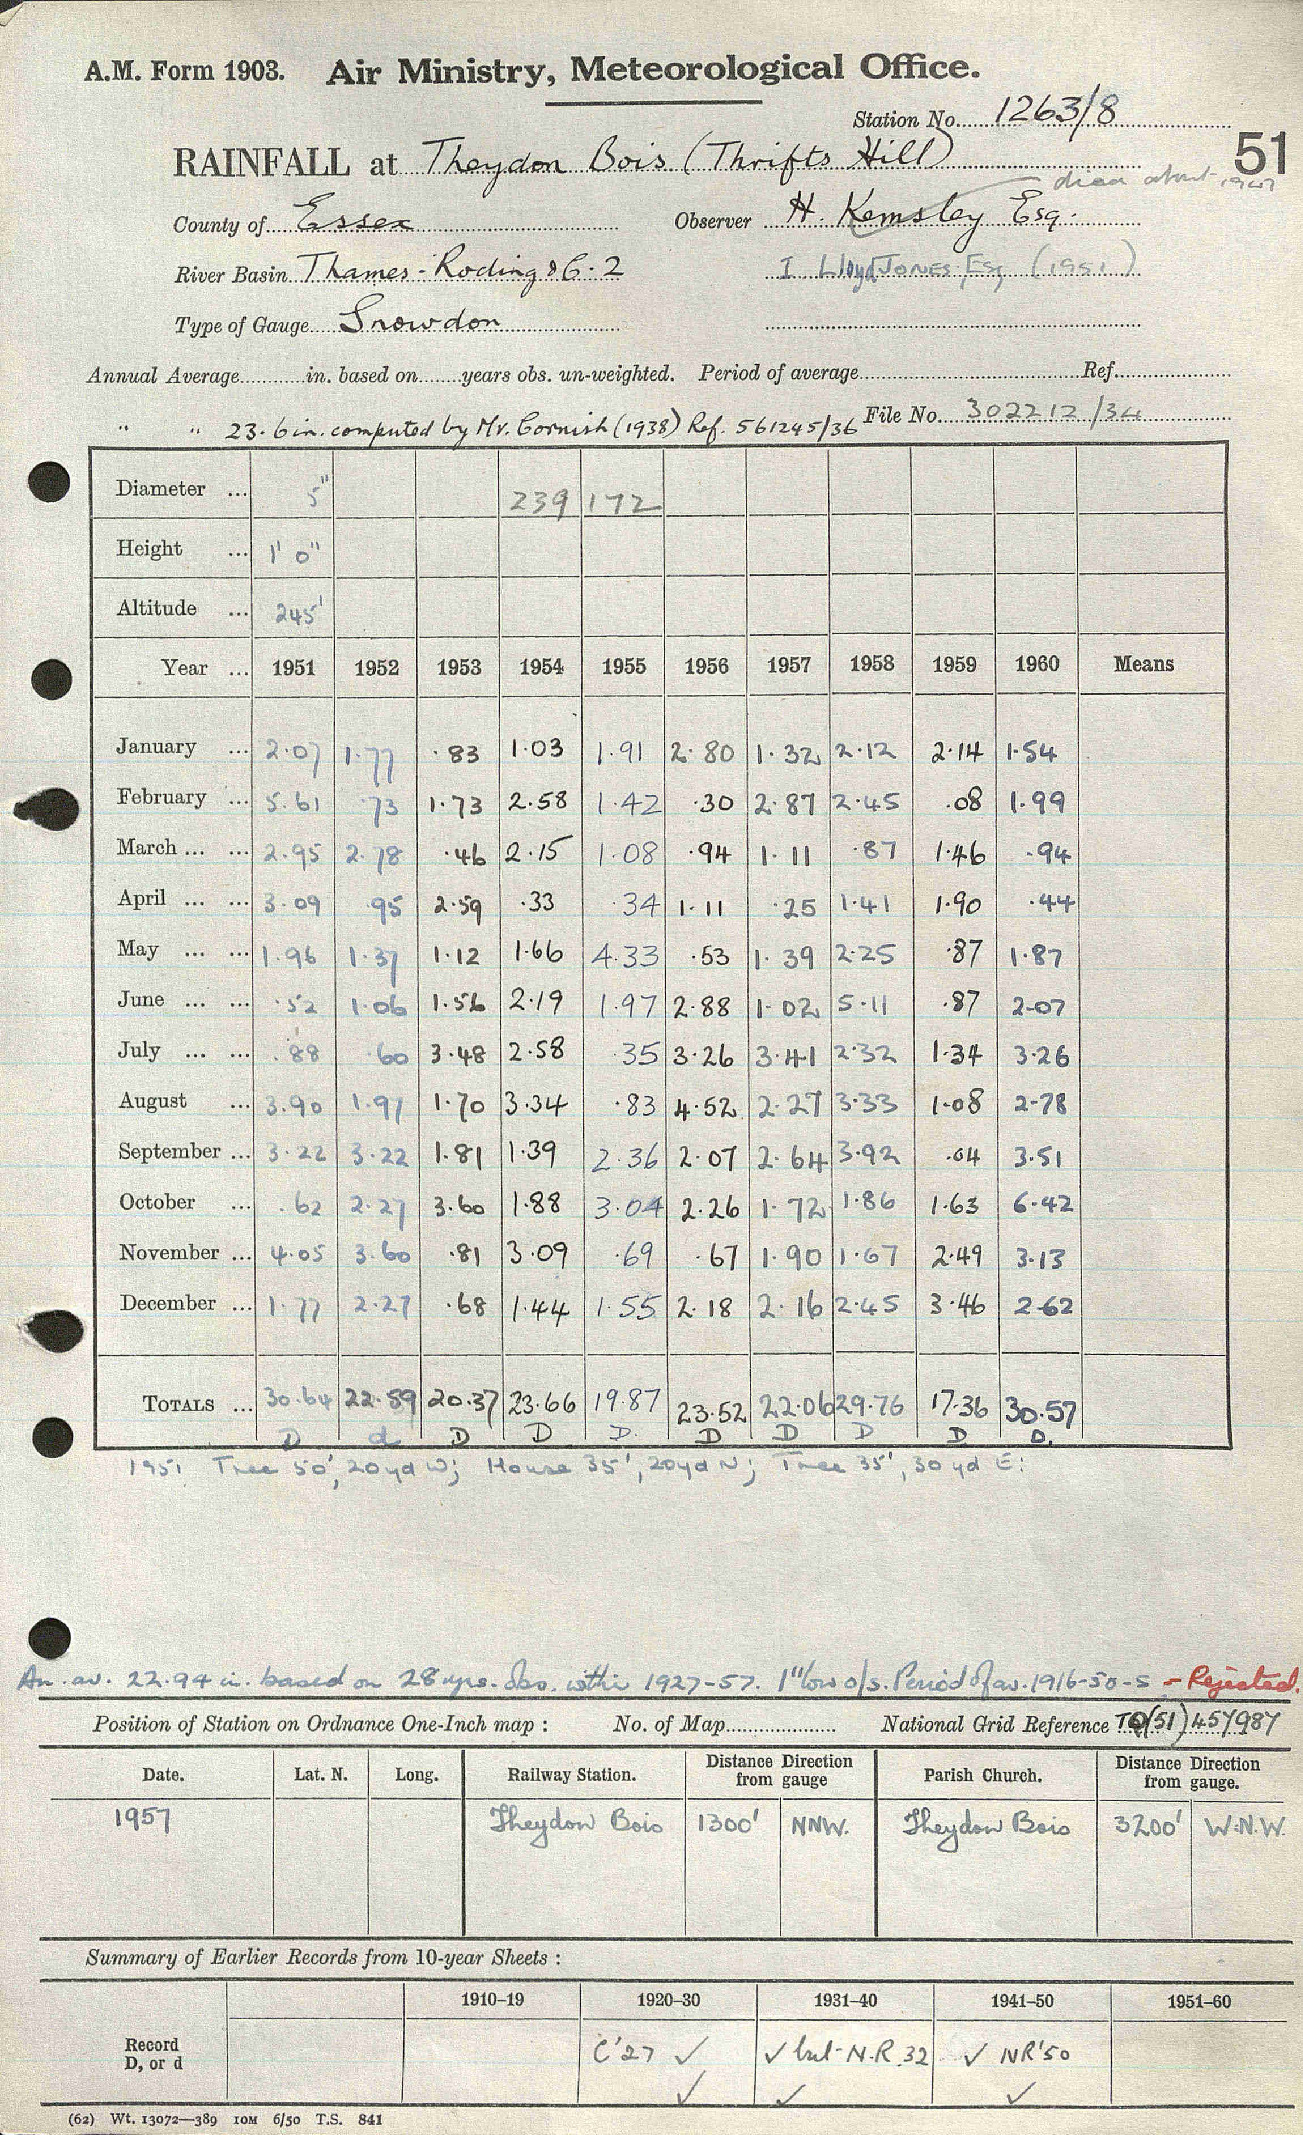 A.M. Form 1903. Air Ministry, Meteorological Office.
Station No. 1263/8
RAINFALL at Theydon Bois (Thrifts Hill)
51
died about 1947
County of Essex Observer H. Kemsley Esq.
River Basin Thames - Roding 86.2 I Lloyd JONES, Esq (1951)
Type of Gauge Snowdon
Annual Average in. based on years obs. un-weighted. Period of average Ref.
" " 23.6 in. computed by Mr. Cornish (1938) Ref. 561245/36 File No. 302212/34
Diameter ... 5" 239 172
Height ... 1' 0"
Altitude ... 245'
Year ... 1951 1952 1953 1954 1955 1956 1957 1958 1959 1960 Means
January ... 2.07 1.77 .83 1.03 1.91 2.80 1.32 2.12 2.14 1.54
February ... 5.61 .73 1.73 2.58 1.42 .30 2.87 2.45 .08 1.99
March ... ... 2.95 2.78 .46 2.15 1.08 .94 1.11 .87 1.46 .94
April ... ... 3.09 .95 2.59 .33 .34 1.11 .25 1.41 1.90 .44
May ... ... 1.96 1.37 1.12 1.66 4.33 .53 1.39 2.25 .87 1.87
June ... ... .52 1.06 1.56 2.19 1.97 2.88 1.02 5.11 .87 2.07
July ... ... .88 .60 3.48 2.58 .35 3.26 3.41 2.32 1.34 3.26
August ... 3.90 1.97 1.70 3.34 .83 4.52 2.27 3.33 1.08 2.78
September ... 3.22 3.22 1.81 1.39 2.36 2.07 2.64 3.92 .04 3.51
October ... .62 2.27 3.60 1.88 3.04 2.26 1.72 1.86 1.63 6.42
November ... 4.05 3.60 .81 3.09 .69 .67 1.90 1.67 2.49 3.13
December ... 1.77 2.27 .68 1.44 1.55 2.18 2.16 2.45 3.46 2.62
TOTALS ... 30.64 22.59 20.37 23.66 19.87 23.52 22.06 29.76 17.36 30.57
D d D D D. D D D D D.
1951 Tree 50', 20yd W; House 35', 20yd N; Tree 35', 30yd E:
An. av. 22.94 in. based on 28 yrs. obs. within 1927-57. 1" low o/s. Period of av. 1916-50-S - Rejected.
Position of Station on Ordnance One-Inch map : No. of Map National Grid Reference TQ(51)457987
Date. Lat. N. Long. Railway Station. Distance from Direction gauge Parish Church. Distance from Direction gauge.
1957 Theydon Bois 1300' NNW. Theydon Bois 3200' W.N.W.
Summary of Earlier Records from 10-year Sheets :
1910-19 1920-30 1931-40 1941-50 1951-60
Record D, or d C'27 ✓ ✓ but N.R. 32 ✓ NR'50
✓ ✓ ✓
(62) Wt. 13072—389 10M 6/50 T.S. 841